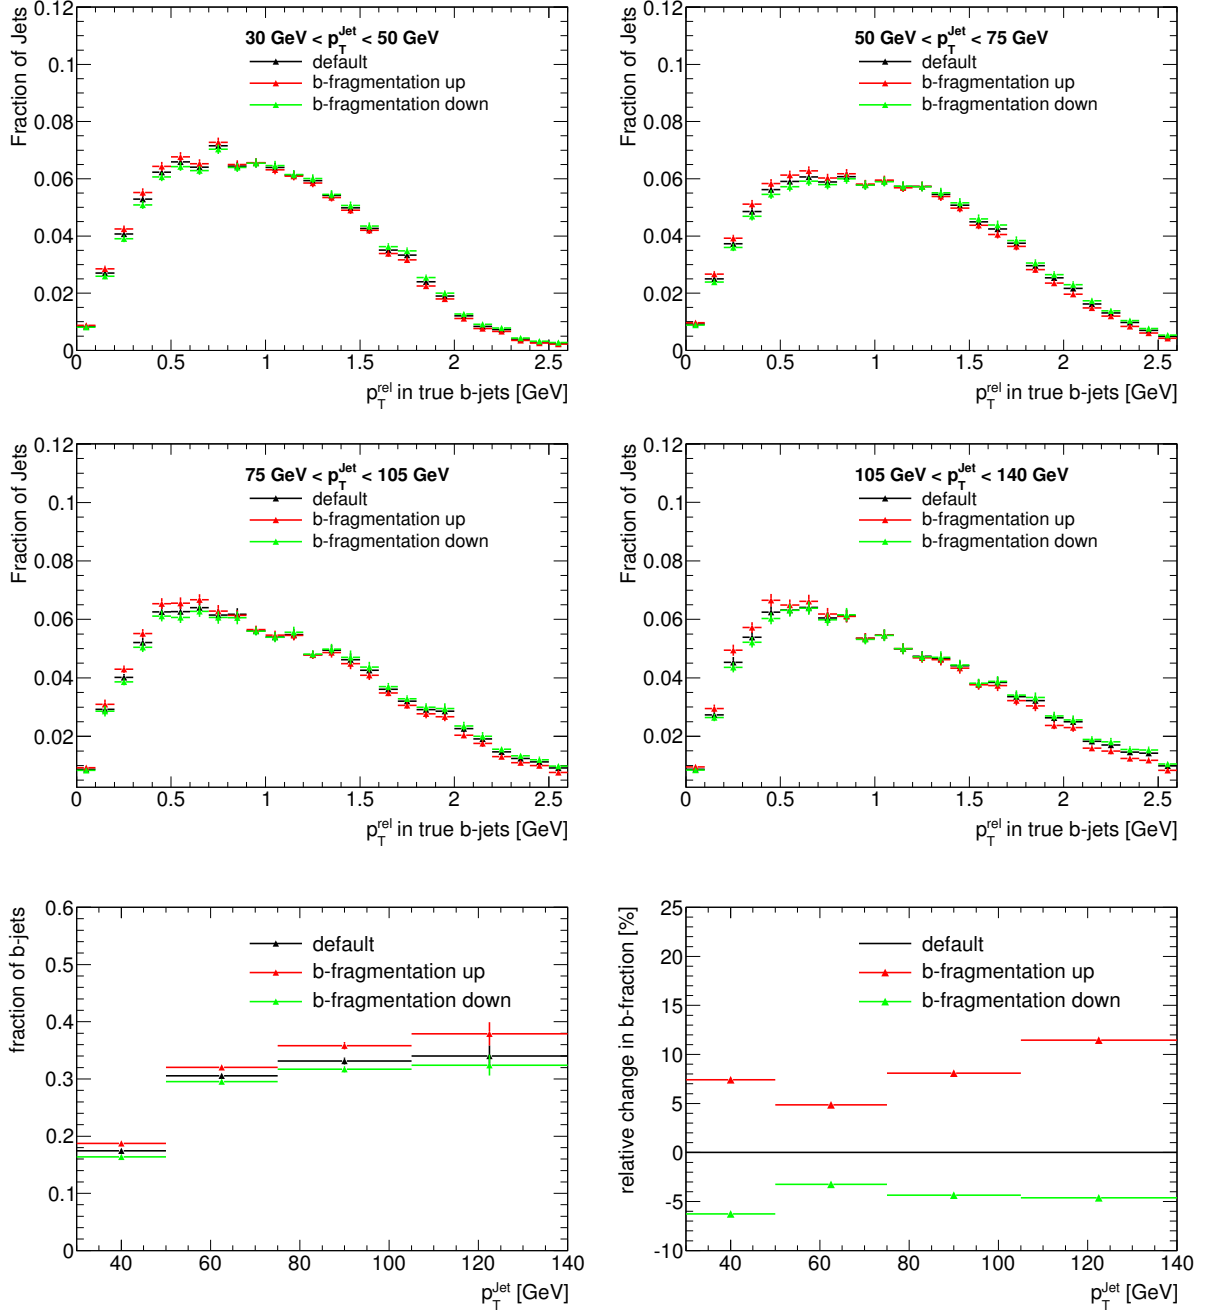 Fraction of Jets
0.12
0.1
0.08
0.06
0.04
0.02
0
30 GeV < p_T^Jet < 50 GeV
default
b-fragmentation up
b-fragmentation down
0 0.5 1 1.5 2 2.5
p_T^rel in true b-jets [GeV]
Fraction of Jets
0.12
0.1
0.08
0.06
0.04
0.02
0
50 GeV < p_T^Jet < 75 GeV
default
b-fragmentation up
b-fragmentation down
0 0.5 1 1.5 2 2.5
p_T^rel in true b-jets [GeV]
Fraction of Jets
0.12
0.1
0.08
0.06
0.04
0.02
75 GeV < p_T^Jet < 105 GeV
default
b-fragmentation up
b-fragmentation down
0 0.5 1 1.5 2 2.5
p_T^rel in true b-jets [GeV]
Fraction of Jets
0.12
0.1
0.08
0.06
0.04
0.02
105 GeV < p_T^Jet < 140 GeV
default
b-fragmentation up
b-fragmentation down
0 0.5 1 1.5 2 2.5
p_T^rel in true b-jets [GeV]
fraction of b-jets
0.6
0.5
0.4
0.3
0.2
0.1
0
default
b-fragmentation up
b-fragmentation down
40 60 80 100 120 140
p_T^Jet [GeV]
relative change in b-fraction [%]
25
20
15
10
5
0
-5
-10
default
b-fragmentation up
b-fragmentation down
40 60 80 100 120 140
p_T^Jet [GeV]